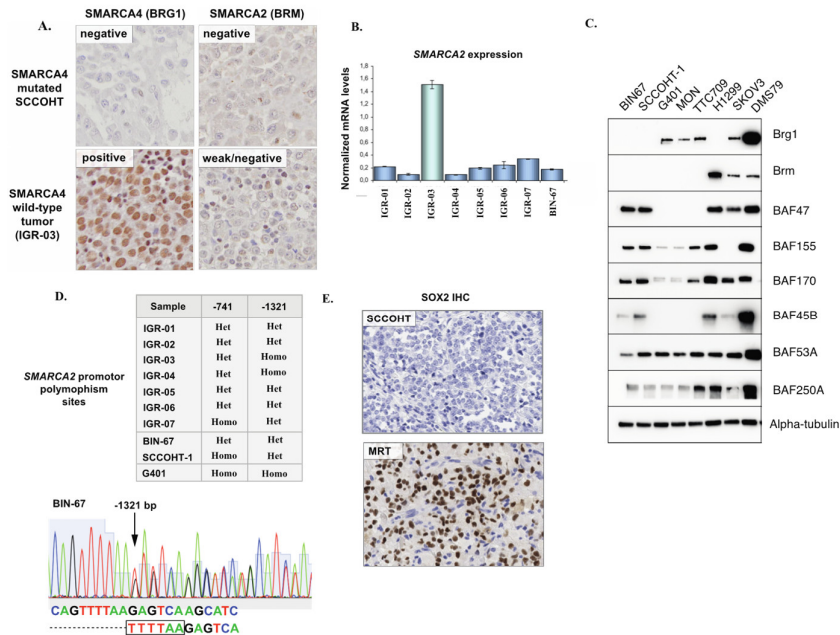 A.
SMARCA4 (BRG1) SMARCA2 (BRM)
SMARCA4
mutated
SCCOHT
negative
negative
SMARCA4
wild-type
tumor
(IGR-03)
positive
weak/negative
B.
SMARCA2 expression
Normalized mRNA levels
1,8
1,6
1,4
1,2
1,0
0,8
0,6
0,4
0,2
0
IGR-01
IGR-02
IGR-03
IGR-04
IGR-05
IGR-06
IGR-07
BIN-67
C.
BIN67
SCCOHT-1
G401
MON
TTC709
H1299
SKOV3
DMS79
Brg1
Brm
BAF47
BAF155
BAF170
BAF45B
BAF53A
BAF250A
Alpha-tubulin
D.
SMARCA2 promotor
polymophism
sites
Sample -741 -1321
IGR-01 Het Het
IGR-02 Het Het
IGR-03 Het Homo
IGR-04 Het Homo
IGR-05 Het Het
IGR-06 Het Het
IGR-07 Homo Het
BIN-67 Het Het
SCCOHT-1 Homo Het
G401 Homo Homo
BIN-67
-1321 bp
CAGTTTTAAGAGTCAAGCATC
TTTTAAGAGTCA
E.
SOX2 IHC
SCCOHT
MRT